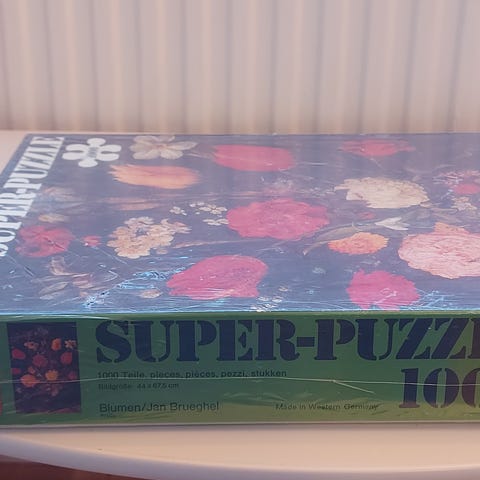 SUPER-PUZZLE
SUPER-PUZZL
1000 Teile, pieces, pièces, pezzi, stukken
Bildgröße: 44 x 67,5 cm
100
Blumen/Jan Brueghel
Made in Western Germany